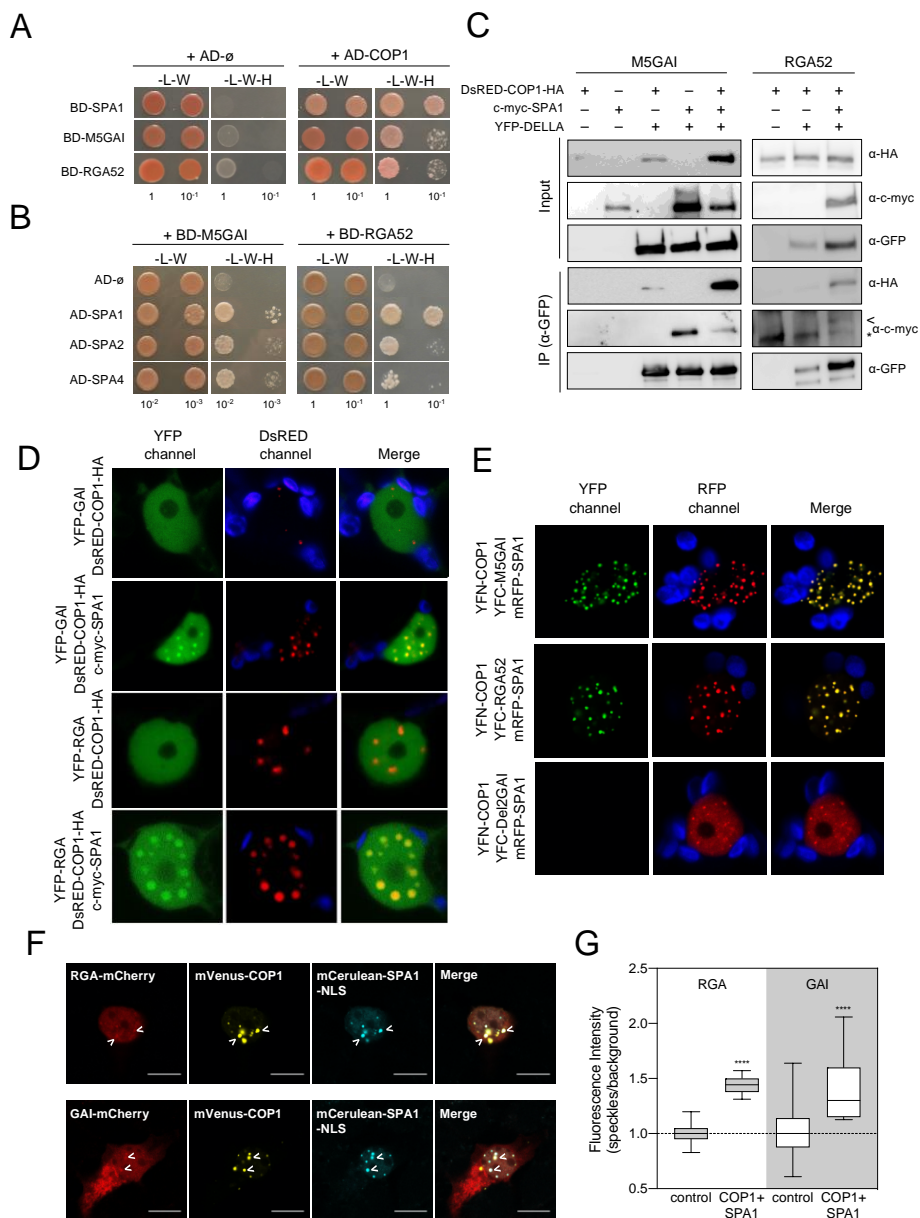 A
+ AD-ø
+ AD-COP1
-L-W
-L-W-H
-L-W
-L-W-H
BD-SPA1
BD-M5GAI
BD-RGA52
1
10-1
1
10-1
1
10-1
1
10-1
B
+ BD-M5GAI
+ BD-RGA52
-L-W
-L-W-H
-L-W
-L-W-H
AD-ø
AD-SPA1
AD-SPA2
AD-SPA4
10-2
10-3
10-2
10-3
1
10-1
1
10-1
C
M5GAI
RGA52
DsRED-COP1-HA + – + – + + + +
c-myc-SPA1 – + – + + – – +
YFP-DELLA – – + + + – + +
Input
α-HA
α-c-myc
α-GFP
IP (α-GFP)
α-HA
<
*
α-c-myc
α-GFP
D
YFP channel
DsRED channel
Merge
YFP-GAI
DsRED-COP1-HA
YFP-GAI
DsRED-COP1-HA
c-myc-SPA1
YFP-RGA
DsRED-COP1-HA
YFP-RGA
DsRED-COP1-HA
c-myc-SPA1
E
YFP channel
RFP channel
Merge
YFN-COP1
YFC-M5GAI
mRFP-SPA1
YFN-COP1
YFC-RGA52
mRFP-SPA1
YFN-COP1
YFC-Del2GAI
mRFP-SPA1
F
RGA-mCherry
mVenus-COP1
mCerulean-SPA1
-NLS
Merge
GAI-mCherry
mVenus-COP1
mCerulean-SPA1
-NLS
Merge
G
Fluorescence Intensity
(speckles/background)
2.5
2.0
1.5
1.0
0.5
RGA
GAI
****
****
control
COP1+
SPA1
control
COP1+
SPA1